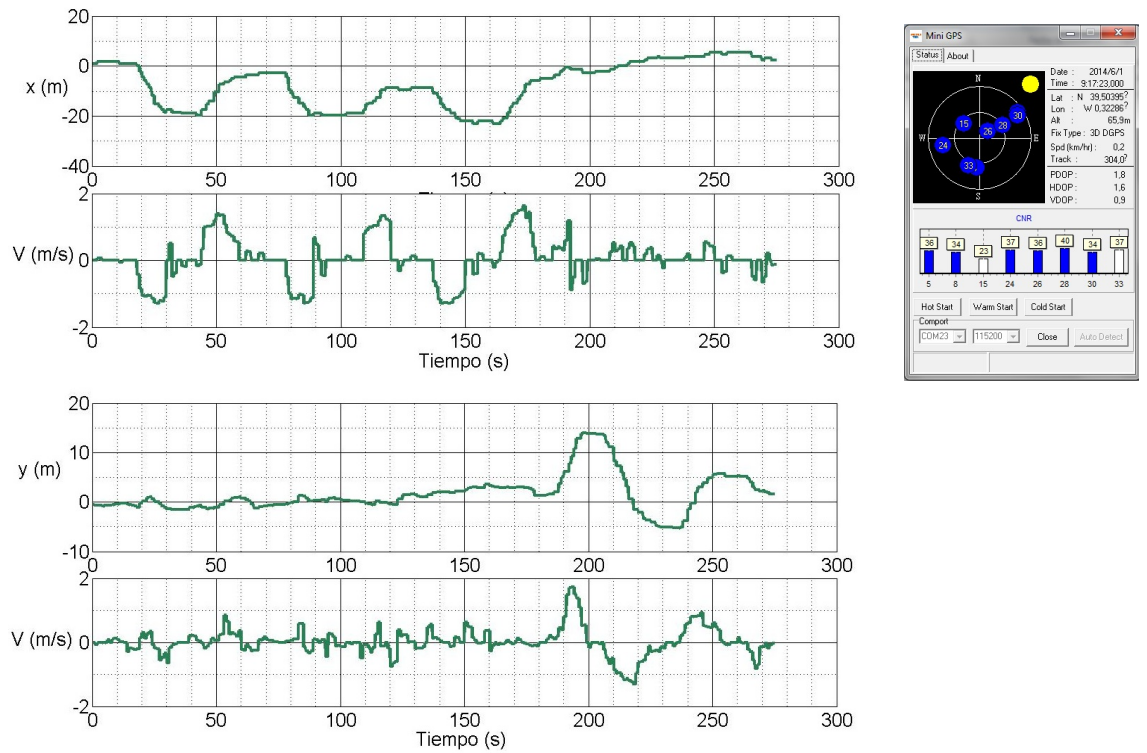 20
0
x (m)
-20
-40
0 50 100 150 200 250 300
2
V (m/s) 0
-2
0 50 100 150 200 250 300
Tiempo (s)
20
10
y (m)
0
-10
0 50 100 150 200 250 300
2
V (m/s) 0
-2
0 50 100 150 200 250 300
Tiempo (s)
Mini GPS
Status About
N
W E
S
15
26
28
30
24
33
Date : 2014/6/1
Time : 9:17:23,000
Lat : N 39,50395?
Lon : W 0,32286?
Alt : 65,9m
Fix Type : 3D DGPS
Spd (km/hr) : 0,2
Track : 304,0?
PDOP : 1,8
HDOP : 1,6
VDOP : 0,9
CNR
36 34 23 37 36 40 34 37
5 8 15 24 26 28 30 33
Hot Start Warm Start Cold Start
Comport
COM23 115200 Close Auto Detect